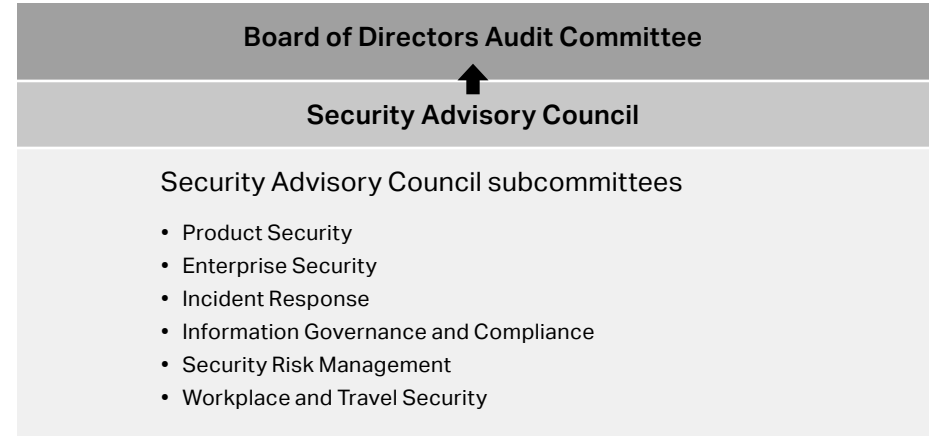 Board of Directors Audit Committee
Security Advisory Council
Security Advisory Council subcommittees
• Product Security
• Enterprise Security
• Incident Response
• Information Governance and Compliance
• Security Risk Management
• Workplace and Travel Security